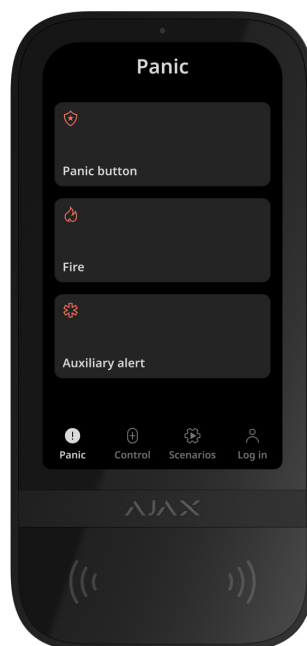 Panic
Panic button
Fire
Auxiliary alert
Panic Control Scenarios Log in
AJAX